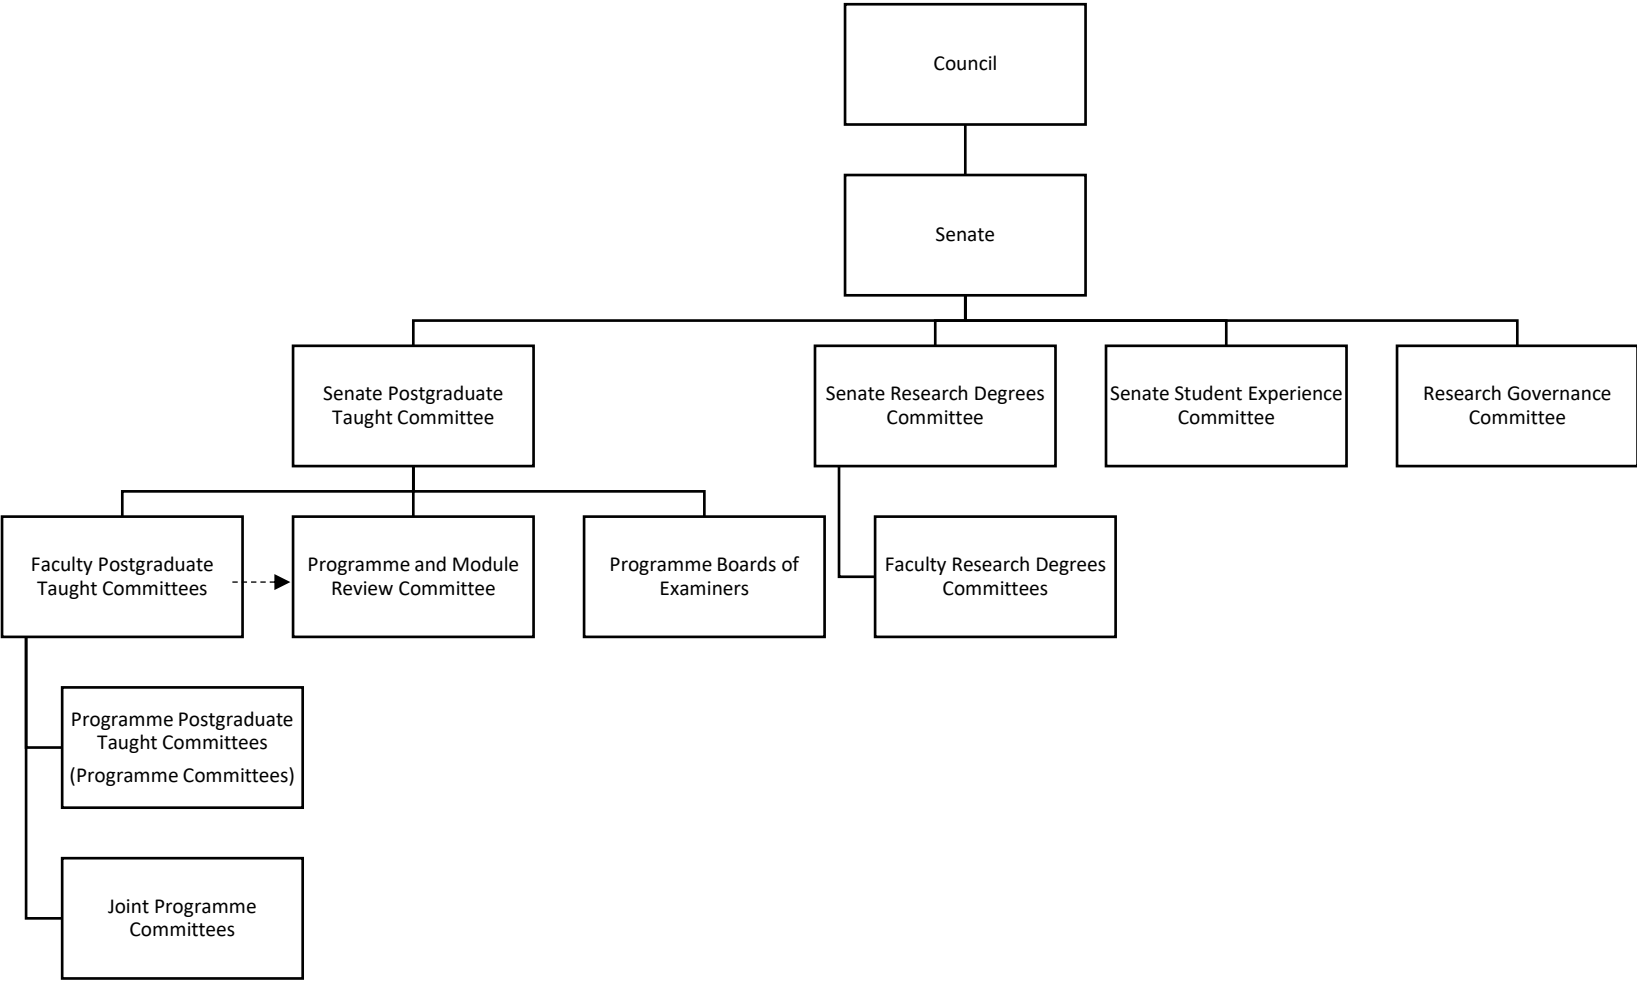 Council
Senate
Senate Postgraduate
Taught Committee
Senate Research Degrees
Committee
Senate Student Experience
Committee
Research Governance
Committee
Faculty Postgraduate
Taught Committees
Programme and Module
Review Committee
Programme Boards of
Examiners
Faculty Research Degrees
Committees
Programme Postgraduate
Taught Committees
(Programme Committees)
Joint Programme
Committees